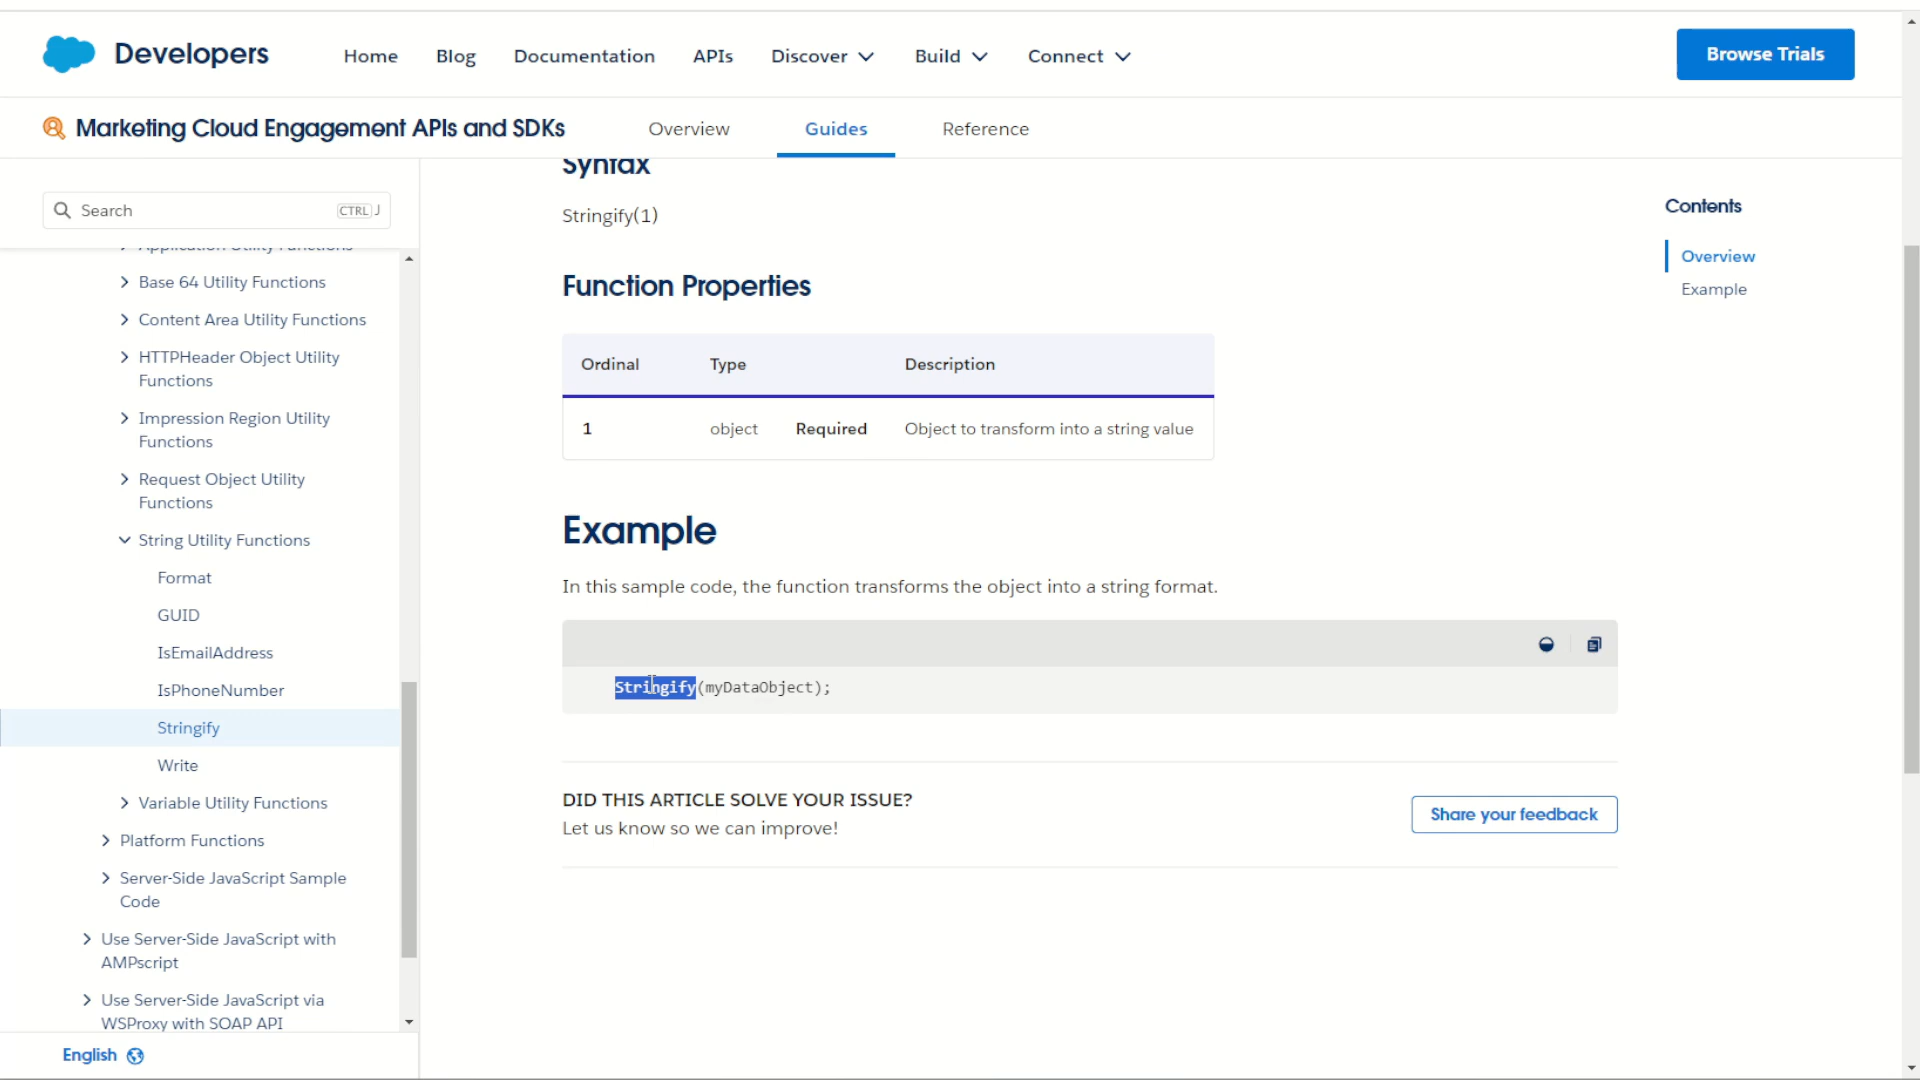 Developers
Home
Blog
Documentation
APIs
Discover
Build
Connect
Browse Trials
Marketing Cloud Engagement APIs and SDKs
Overview
Guides
Reference
Search
CTRL J
Application Utility Functions
Base 64 Utility Functions
Content Area Utility Functions
HTTPHeader Object Utility
Functions
Impression Region Utility
Functions
Request Object Utility
Functions
String Utility Functions
Format
GUID
IsEmailAddress
IsPhoneNumber
Stringify
Write
Variable Utility Functions
Platform Functions
Server-Side JavaScript Sample
Code
Use Server-Side JavaScript with
AMPscript
Use Server-Side JavaScript via
WSProxy with SOAP API
English
Syntax
Stringify(1)
Function Properties
Ordinal Type Description
1 object Required Object to transform into a string value
Example
In this sample code, the function transforms the object into a string format.
Stringify(myDataObject);
DID THIS ARTICLE SOLVE YOUR ISSUE?
Let us know so we can improve!
Share your feedback
Contents
Overview
Example